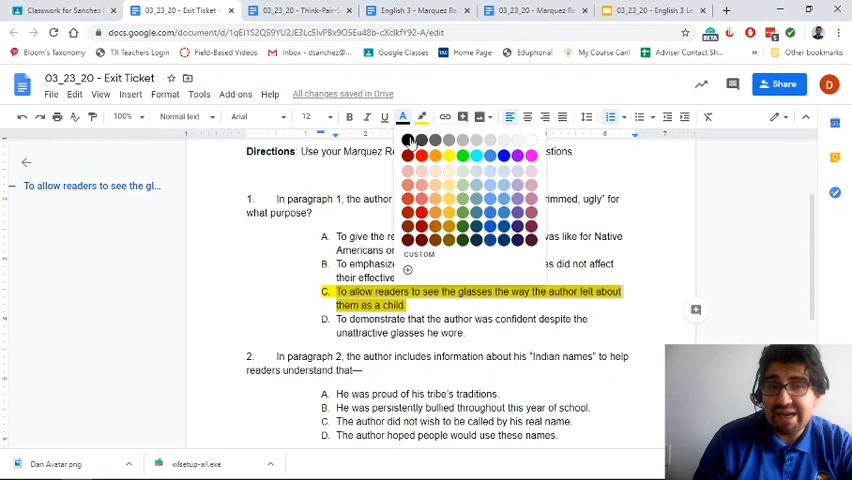 Classwork for Sanchez
03_23_20 - Exit Ticket
03_23_20 - Think-Pair-S
English 3 - Marquez Re
03_23_20 - Marquez Re
03_23_20 - English 3 Le
Bloom's Taxonomy
TX Teachers Login
Field-Based Videos
Inbox - dsanchez@...
Google Classes
Home Page
Eduphoria!
My Course Can!
Adviser Contact Sh...
03_23_20 - Exit Ticket
Share
D
File Edit View Insert Format Tools Add-ons Help All changes saved in Drive
100% Normal text Arial 12 B I U A
Directions: Use your Marquez Re stions.
To allow readers to see the gl...
1. In paragraph 1, the author rimmed, ugly" for
what purpose?
A. To give the re was like for Native
Americans or
B. To emphasize es did not affect
their effective
C. To allow readers to see the glasses the way the author felt about
them as a child.
D. To demonstrate that the author was confident despite the
unattractive glasses he wore.
2. In paragraph 2, the author includes information about his "Indian names" to help
readers understand that—
A. He was proud of his tribe's traditions.
B. He was persistently bullied throughout this year of school.
C. The author did not wish to be called by his real name.
D. The author hoped people would use these names.
CUSTOM
Dan Avatar.png
wlsetup-all.exe